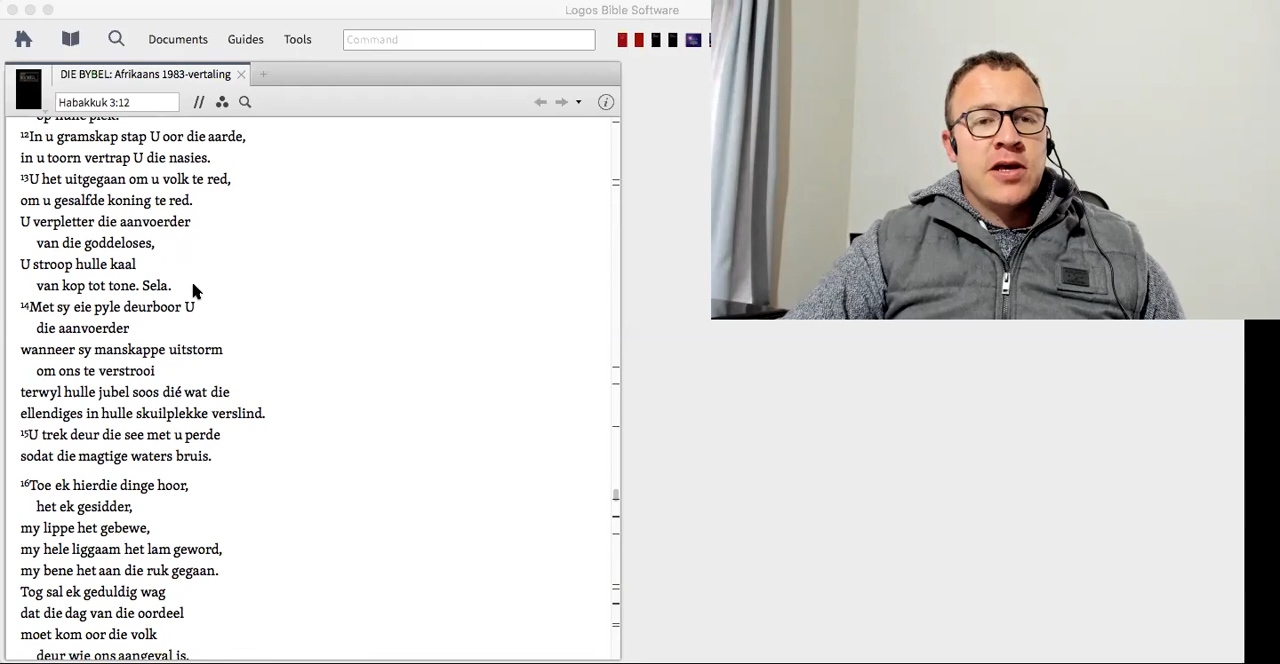 Logos Bible Software
Documents
Guides
Tools
Command
DIE BYBEL: Afrikaans 1983-vertaling
Habakkuk 3:12
op hulle plek.
¹²In u gramskap stap U oor die aarde,
in u toorn vertrap U die nasies.
¹³U het uitgegaan om u volk te red,
om u gesalfde koning te red.
U verpletter die aanvoerder
van die goddeloses,
U stroop hulle kaal
van kop tot tone. Sela.
¹⁴Met sy eie pyle deurboor U
die aanvoerder
wanneer sy manskappe uitstorm
om ons te verstrooi
terwyl hulle jubel soos dié wat die
ellendiges in hulle skuilplekke verslind.
¹⁵U trek deur die see met u perde
sodat die magtige waters bruis.
¹⁶Toe ek hierdie dinge hoor,
het ek gesidder,
my lippe het gebewe,
my hele liggaam het lam geword,
my bene het aan die ruk gegaan.
Tog sal ek geduldig wag
dat die dag van die oordeel
moet kom oor die volk
deur wie ons aangeval is.